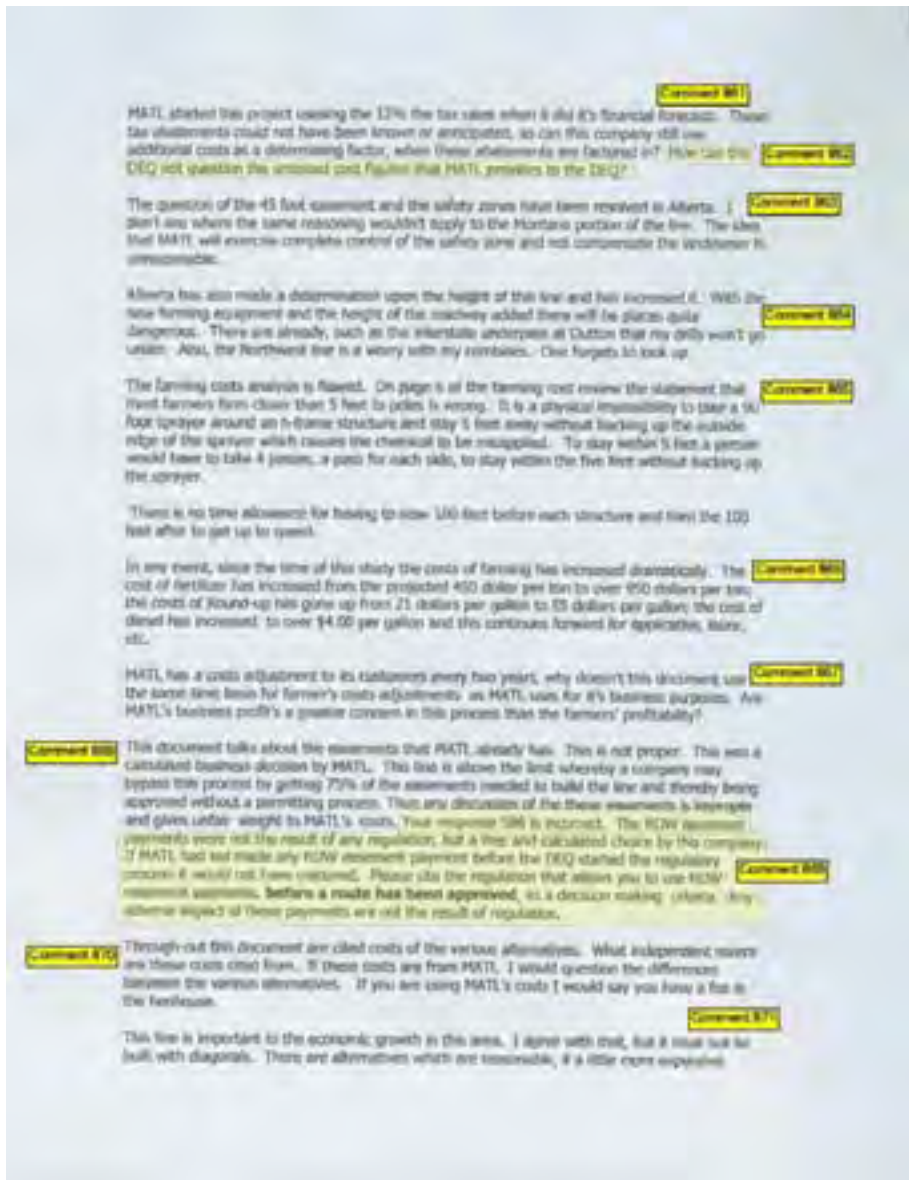 Comment 861
MATL started this project useing the 12% the tax rates when it did it's financial forecasts. These
tax abatements could not have been known or anticipated, so can this company still use
additional costs as a determining factor, when these abatements are factored in? How can the
Comment 862
DEQ not question the cost figures that MATL provides to the DEQ?
The question of the 45 foot easement and the safety zones have been resolved in Alberta. I
Comment 863
don't see where the same reasoning wouldn't apply to the Montana portion of the line. The idea
that MATL will exercise complete control of the safety zone and not compensate the landowner is
unreasonable.
Alberta has also made a determination upon the height of this line and has increased it. With the
new farming equipment and the height of the roadway added there will be places quite
Comment 864
dangerous. There are already, such as the interstate underpass at Dutton that my drills won't go
under. Also, the Northwest line is a worry with my combines. One forgets to look up
The farming costs analysis is flawed. On page 6 of the farming cost review the statement that
Comment 865
most farmers farm closer than 5 feet to poles is wrong. It is a physical impossibility to take a 90
foot sprayer around an h-frame structure and stay 5 feet away without backing up the outside
edge of the sprayer which causes the chemical to be misapplied. To stay within 5 feet a person
would have to take 4 passes, a pass for each side, to stay within the five feet without backing up
the sprayer.
There is no time allowance for having to slow 100 feet before each structure and then the 100
feet after to get up to speed.
In any event, since the time of this study the costs of farming has increased dramatically. The
Comment 866
cost of fertilizer has increased from the projected 450 dollar per ton to over 950 dollars per ton;
the costs of Round-up has gone up from 21 dollars per gallon to 55 dollars per gallon; the cost of
diesel has increased to over $4.00 per gallon and this continues forward for application,
etc.
MATL has a costs adjustment to its customers every two years, why doesn't this document use
Comment 867
the same time basis for farmer's costs adjustments as MATL uses for it's business purposes. Are
MATL's business profit's a greater concern in this process than the farmers' profitability?
Comment 868
This document talks about the easements that MATL already has. This is not proper. This was a
calculated business decision by MATL. This line is above the limit whereby a company may
bypass this process by getting 75% of the easements needed to build the line and thereby being
approved without a permitting process. Thus any discussion of the these easements is improper
and gives unfair weight to MATL's costs. Your response 586 is incorrect. The ROW easement
payments were not the result of any regulation, but a free and calculated choice by this company.
If MATL had not made any ROW easement payment before the DEQ started the regulatory
process it would not have mattered. Please cite the regulation that allows you to use ROW
Comment 869
easement payments, before a route has been approved, as a decision making criteria. Any
adverse impact of these payments are not the result of regulation.
Comment 870
Through-out this document are cited costs of the various alternatives. What independent source
are these costs cited from. If these costs are from MATL I would question the differences
between the various alternatives. If you are using MATL's costs I would say you have a fox in
the henhouse.
Comment 871
This line is important to the economic growth in this area. I agree with that, but it must not be
built with diagonals. There are alternatives which are reasonable, if a little more expensive